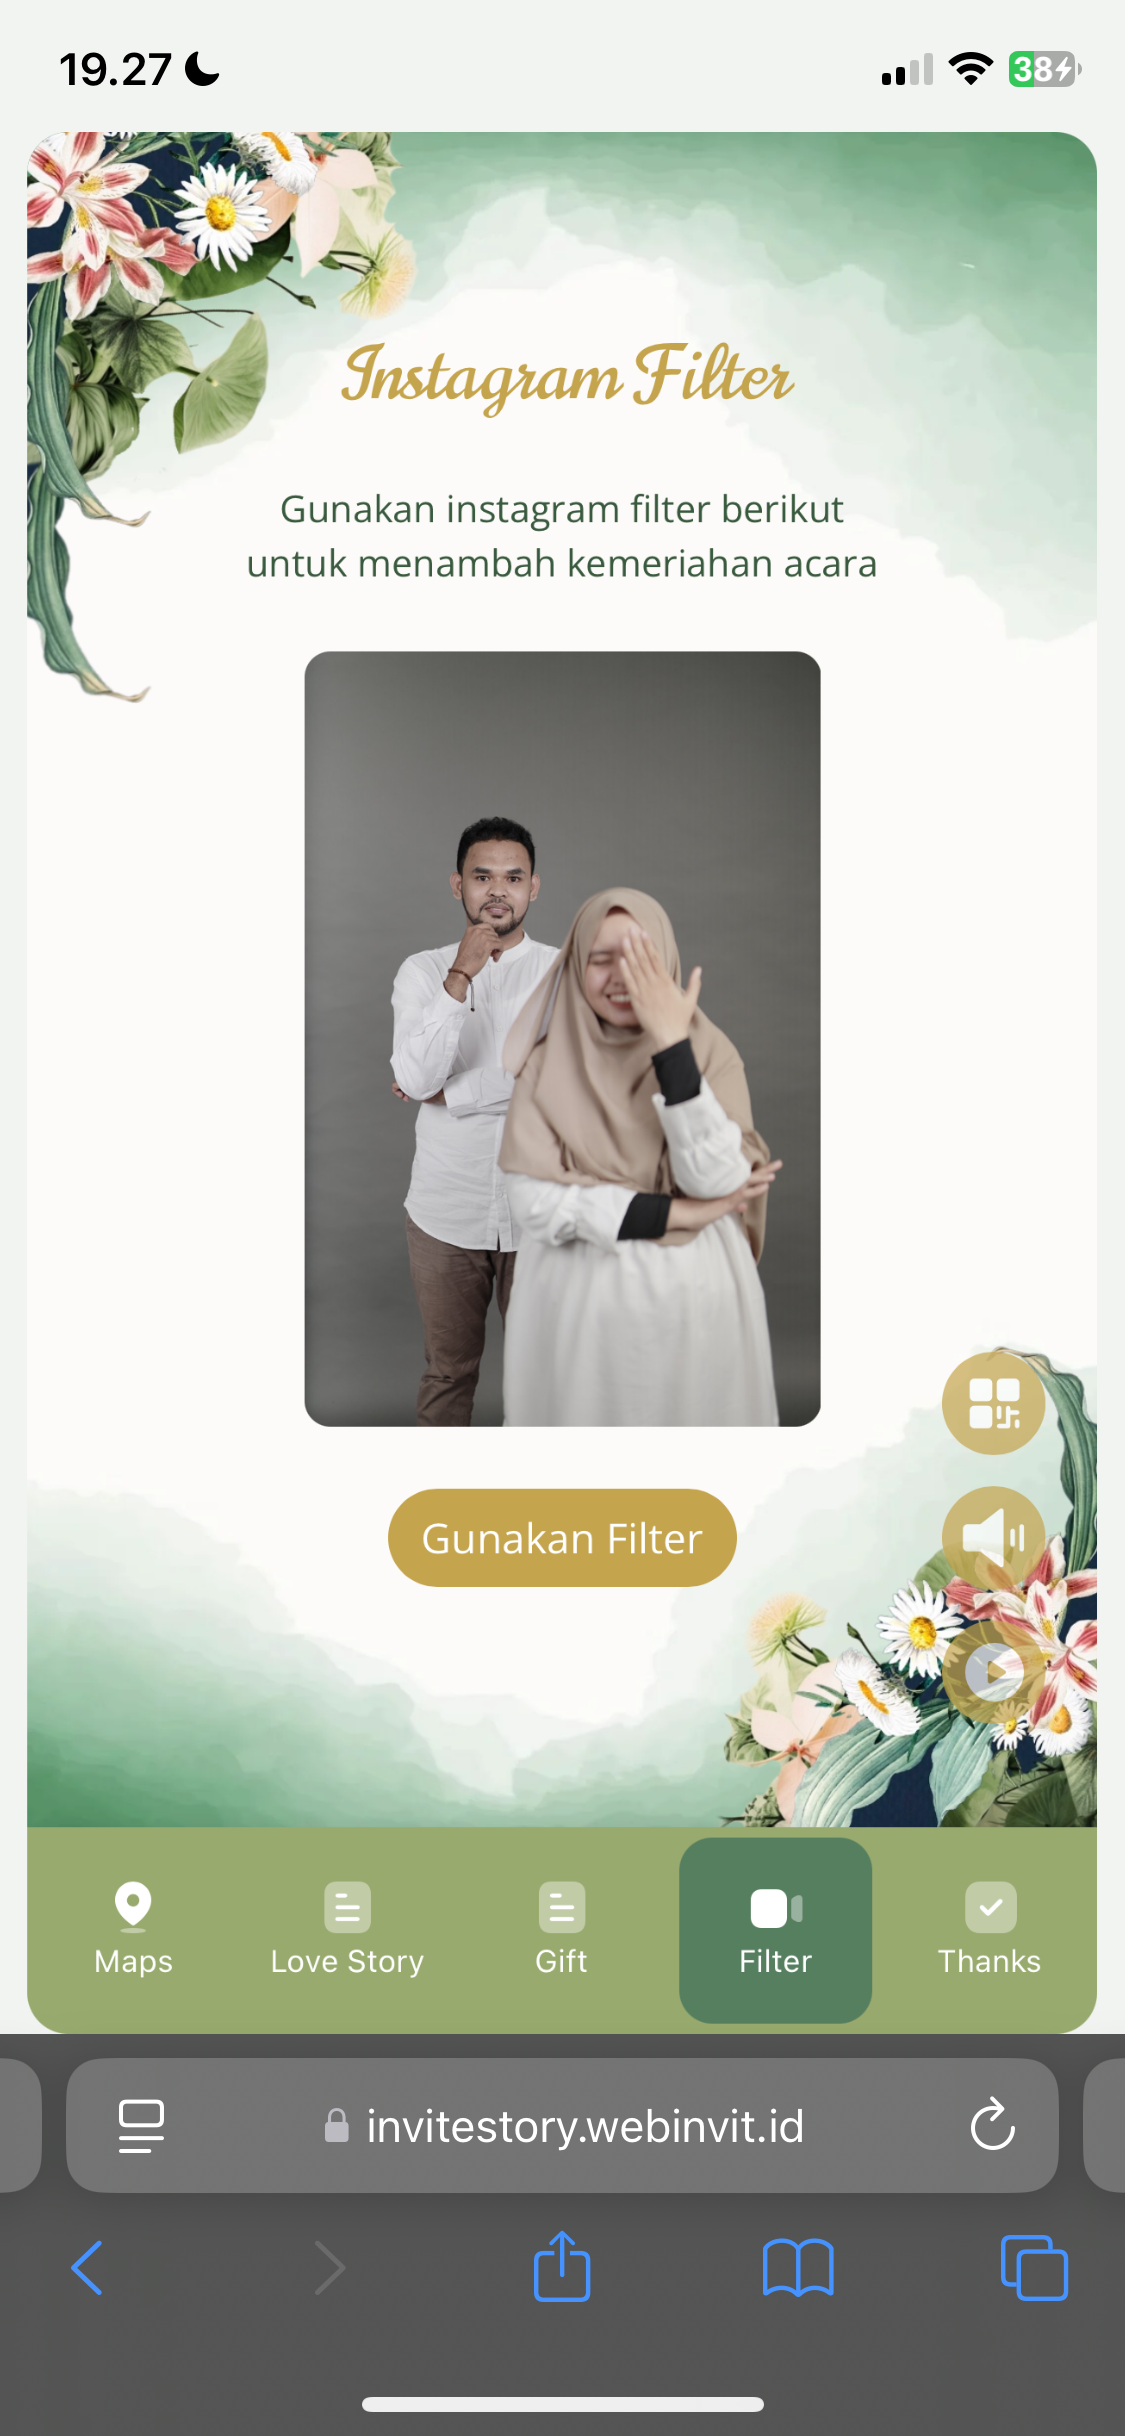 19.27
38
Instagram Filter
Gunakan instagram filter berikut
untuk menambah kemeriahan acara
Gunakan Filter
Maps
Love Story
Gift
Filter
Thanks
invitestory.webinvit.id